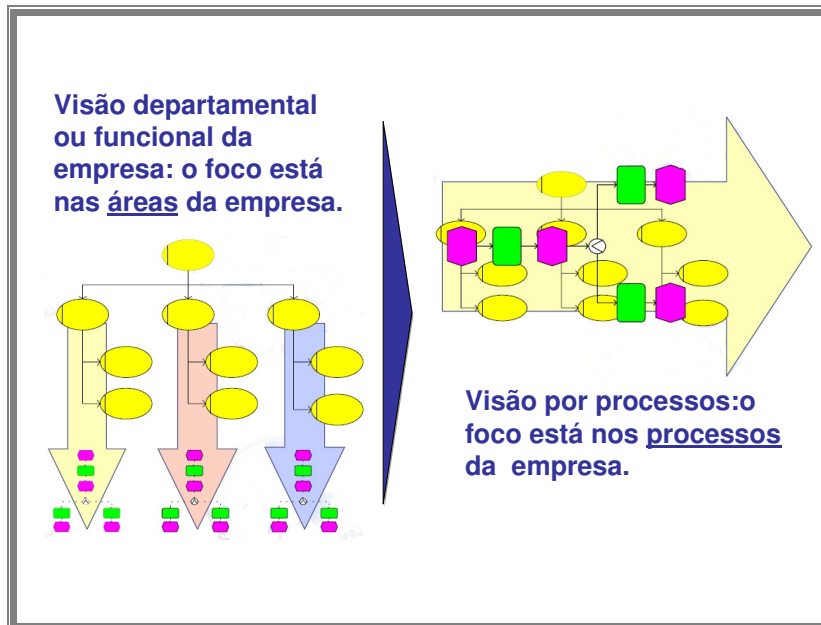 Visão departamental
ou funcional da
empresa: o foco está
nas áreas da empresa.
Visão por processos:o
foco está nos processos
da empresa.